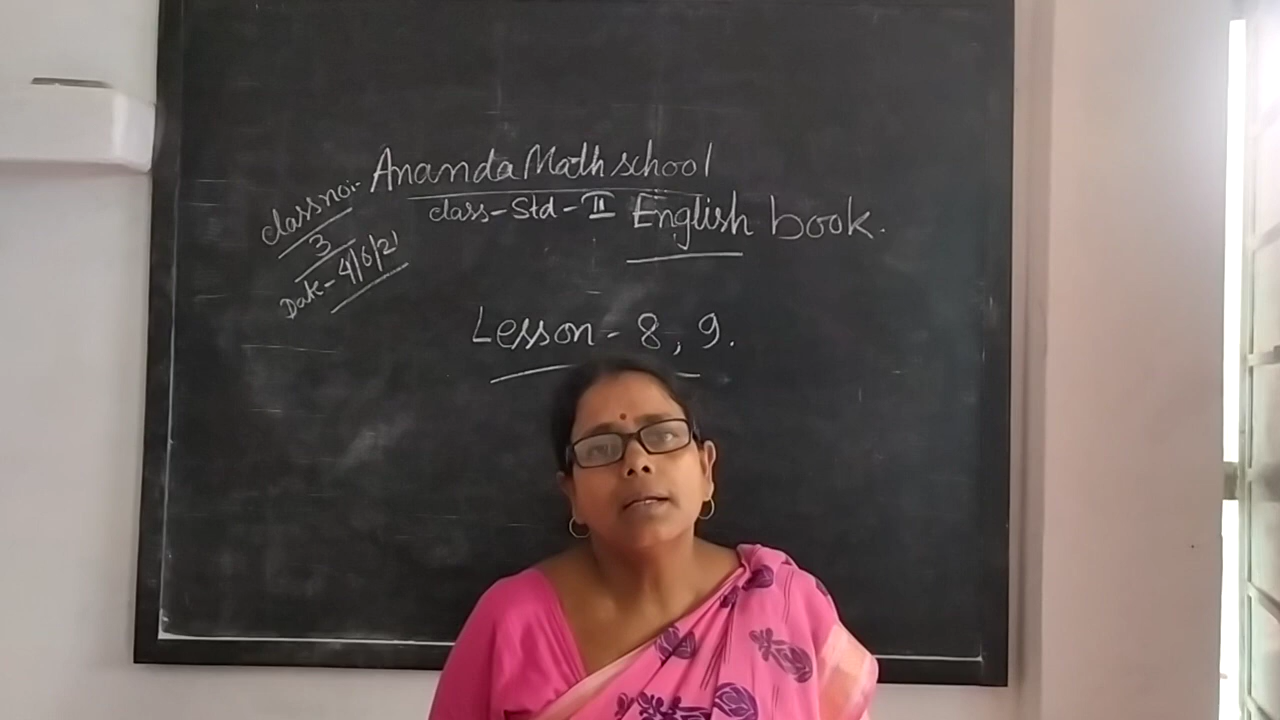 Ananda Math school
class-Std-II English book.
class no:-
3
Date-4/6/21
Lesson-8,9.